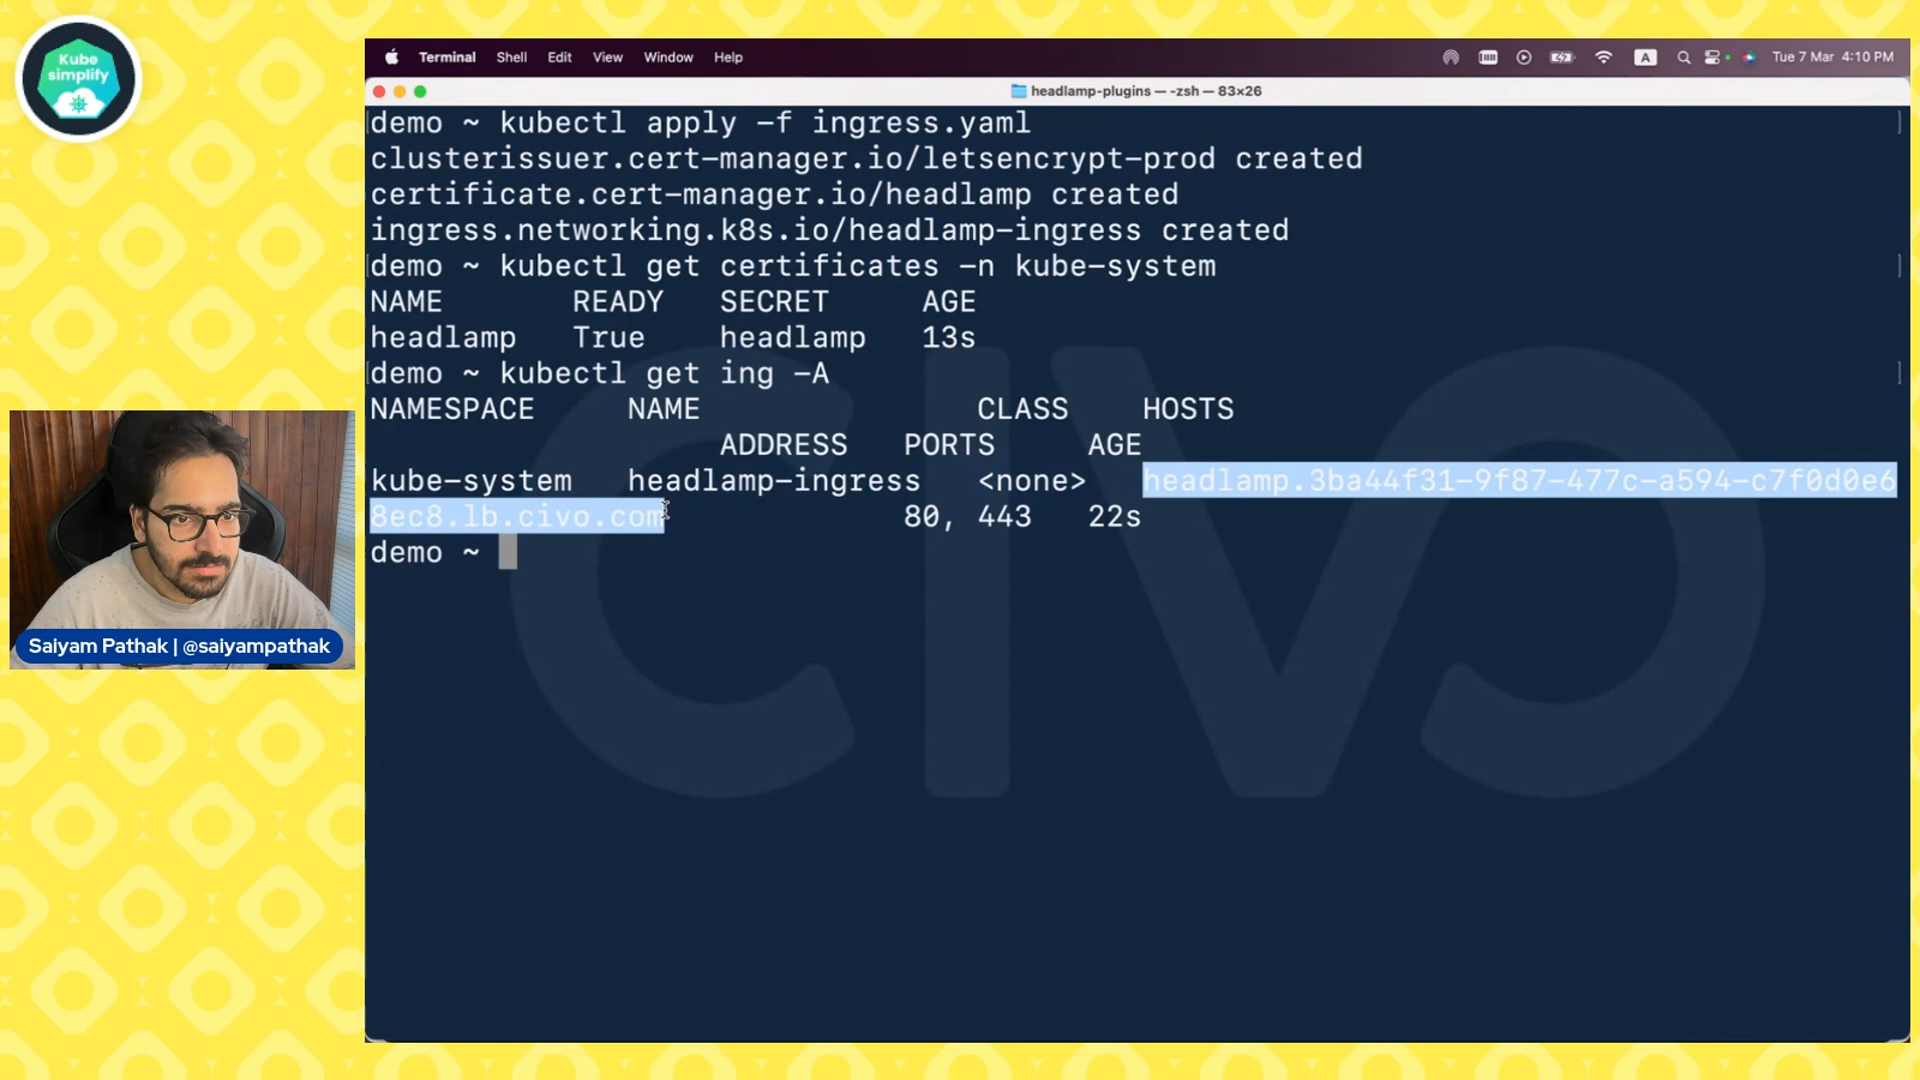 Kube
simplify
Terminal Shell Edit View Window Help
A
Tue 7 Mar 4:10 PM
headlamp-plugins — -zsh — 83×26
demo ~ kubectl apply -f ingress.yaml
clusterissuer.cert-manager.io/letsencrypt-prod created
certificate.cert-manager.io/headlamp created
ingress.networking.k8s.io/headlamp-ingress created
demo ~ kubectl get certificates -n kube-system
NAME READY SECRET AGE
headlamp True headlamp 13s
demo ~ kubectl get ing -A
NAMESPACE NAME CLASS HOSTS
ADDRESS PORTS AGE
kube-system headlamp-ingress <none> headlamp.3ba44f31-9f87-477c-a594-c7f0d0e6
8ec8.lb.civo.com 80, 443 22s
demo ~
CIVO
Saiyam Pathak | @saiyampathak